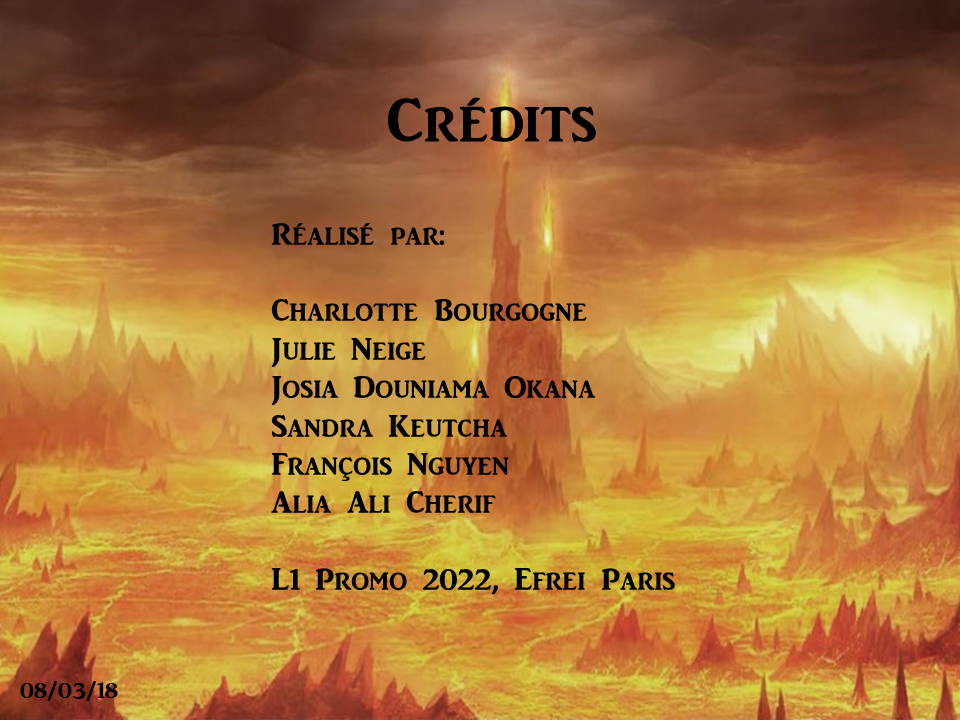 Crédits
Réalisé par:
Charlotte Bourgogne
Julie Neige
Josia Douniama Okana
Sandra Keutcha
François Nguyen
Alia Ali Cherif
L1 Promo 2022, Efrei Paris
08/03/18